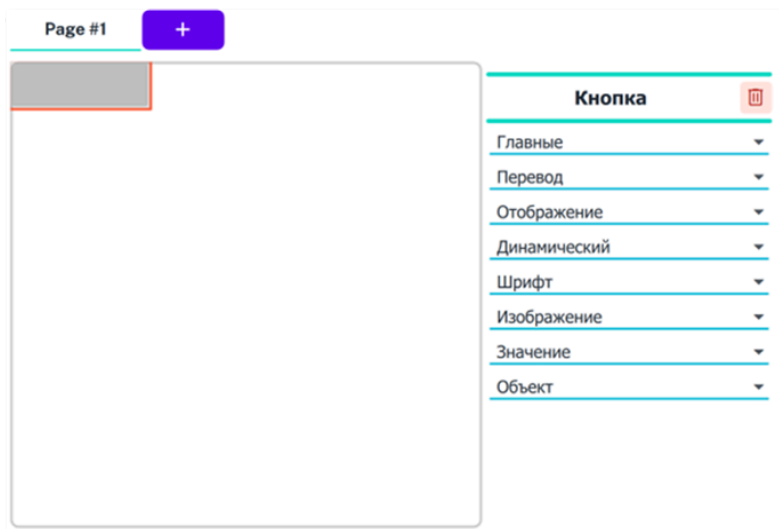 Page #1 +
Кнопка
Главные
Перевод
Отображение
Динамический
Шрифт
Изображение
Значение
Объект